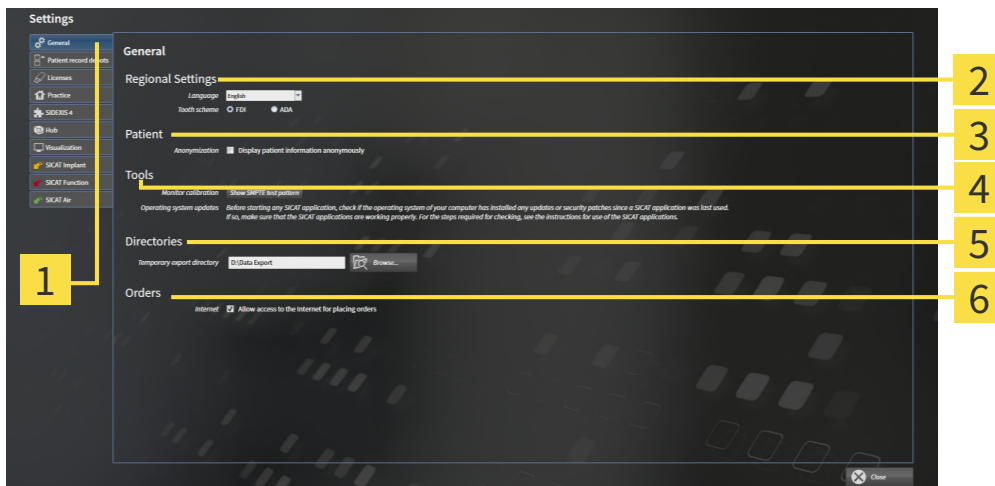 Settings
General
Patient record depots
Licenses
Practice
SIDEXIS 4
Hub
Visualization
SICAT Implant
SICAT Function
SICAT Air
General
Regional Settings
Language English
Tooth scheme FDI ADA
Patient
Anonymization Display patient information anonymously
Tools
Monitor calibration Show SMPTE test pattern
Operating system updates Before starting any SICAT application, check if the operating system of your computer has installed any updates or security patches since a SICAT application was last used.
If so, make sure that the SICAT applications are working properly. For the steps required for checking, see the instructions for use of the SICAT applications.
Directories
Temporary export directory D:\Data Export Browse...
Orders
Internet Allow access to the Internet for placing orders
Close
1
2
3
4
5
6